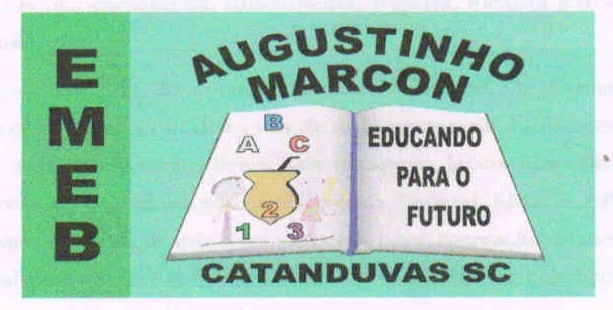 EMEB
AUGUSTINHO
MARCON
A B C
2
1 3
EDUCANDO
PARA O
FUTURO
CATANDUVAS SC